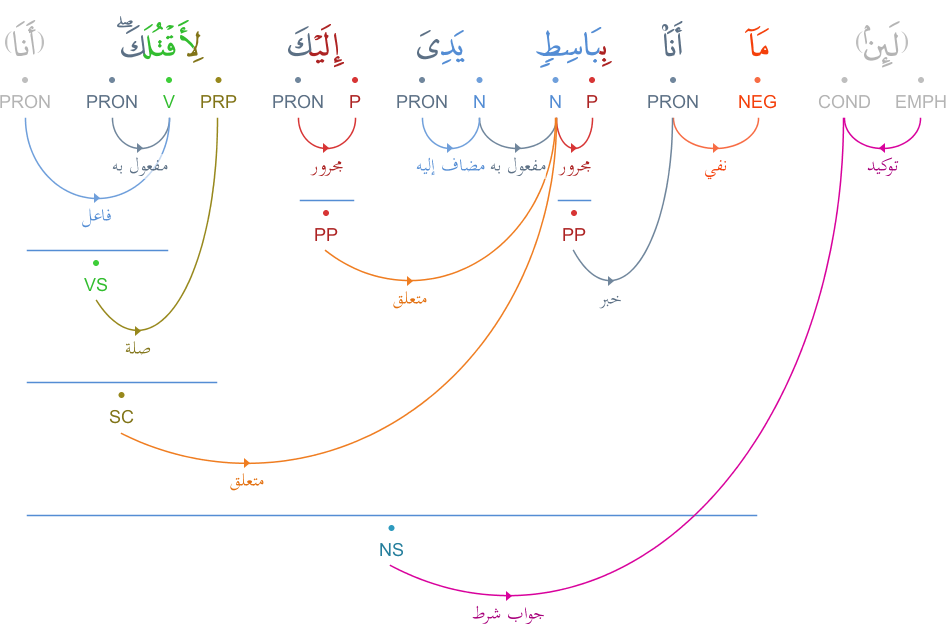 (لَئِنۢ) مَآ أَنَا۠ بِبَاسِطٍۢ يَدِىَ إِلَيْكَ لِأَقْتُلَكَ ۖ (أَنَا)
EMPH COND NEG PRON P N N PRON P PRON PRP V PRON PRON
توكيد نفي مجرور مفعول به مضاف إليه مجرور مفعول به
فاعل
PP PP
VS
خبر متعلق
صلة
SC
متعلق
NS
جواب شرط